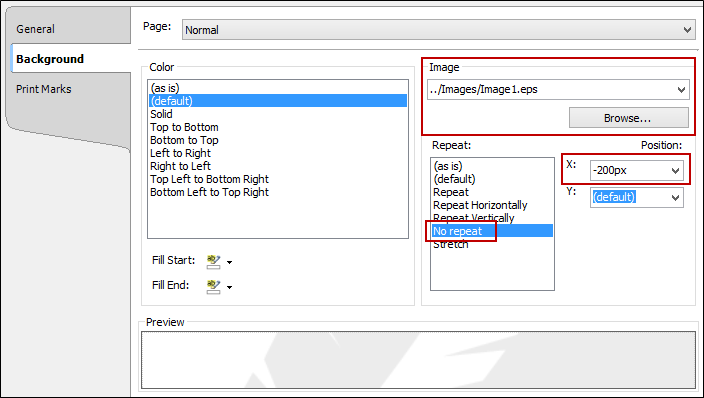 General
Background
Print Marks
Page: Normal
Color
(as is)
(default)
Solid
Top to Bottom
Bottom to Top
Left to Right
Right to Left
Top Left to Bottom Right
Bottom Left to Top Right
Fill Start:
Fill End:
Image
../Images/Image1.eps
Browse...
Repeat:
(as is)
(default)
Repeat
Repeat Horizontally
Repeat Vertically
No repeat
Stretch
Position:
X: -200px
Y: (default)
Preview